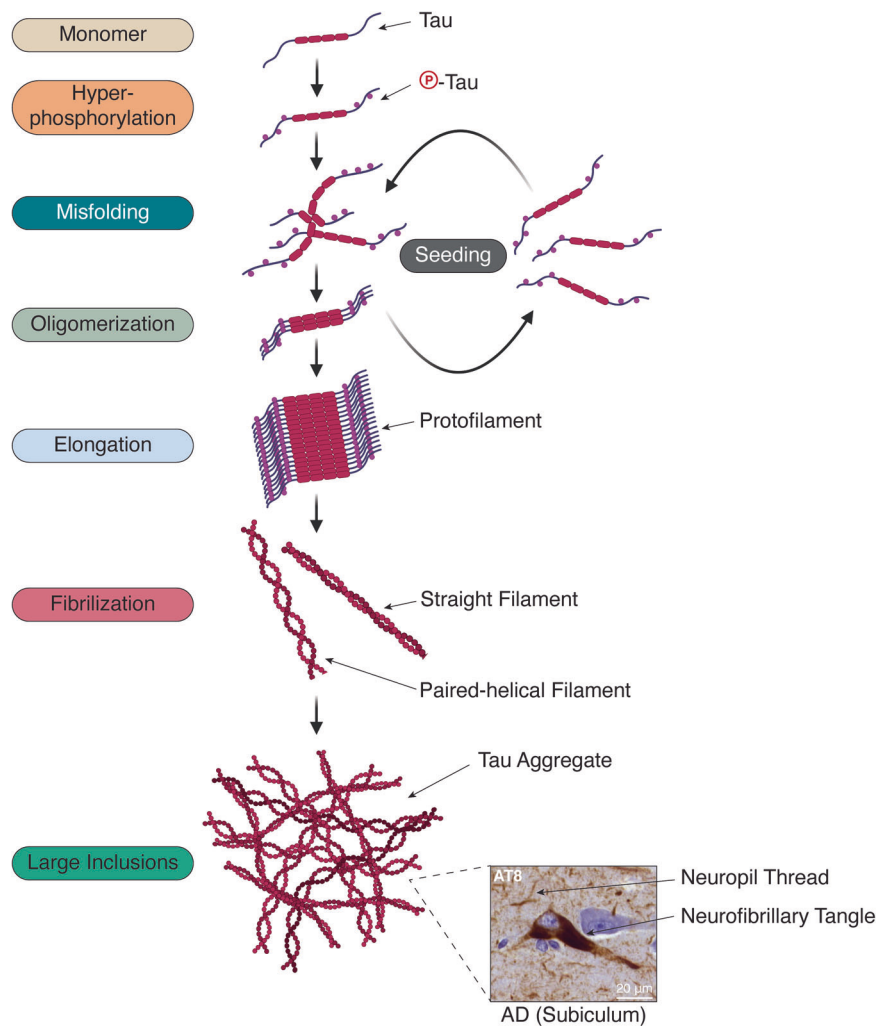 Monomer
Tau
Hyper-
phosphorylation
P-Tau
Misfolding
Seeding
Oligomerization
Elongation
Protofilament
Fibrilization
Straight Filament
Paired-helical Filament
Tau Aggregate
Large Inclusions
AT8
Neuropil Thread
Neurofibrillary Tangle
20 µm
AD (Subiculum)